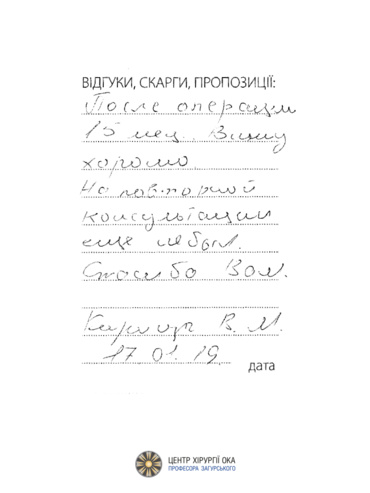 ВІДГУКИ, СКАРГИ, ПРОПОЗИЦІЇ:
После операции
15 мес. Вижу
хорошо
На повторной
консультации
еще не был.
Спасибо Вам.
В. М.
17 01. 19
дата
ЦЕНТР ХІРУРГІЇ ОКА
ПРОФЕСОРА ЗАГУРСЬКОГО